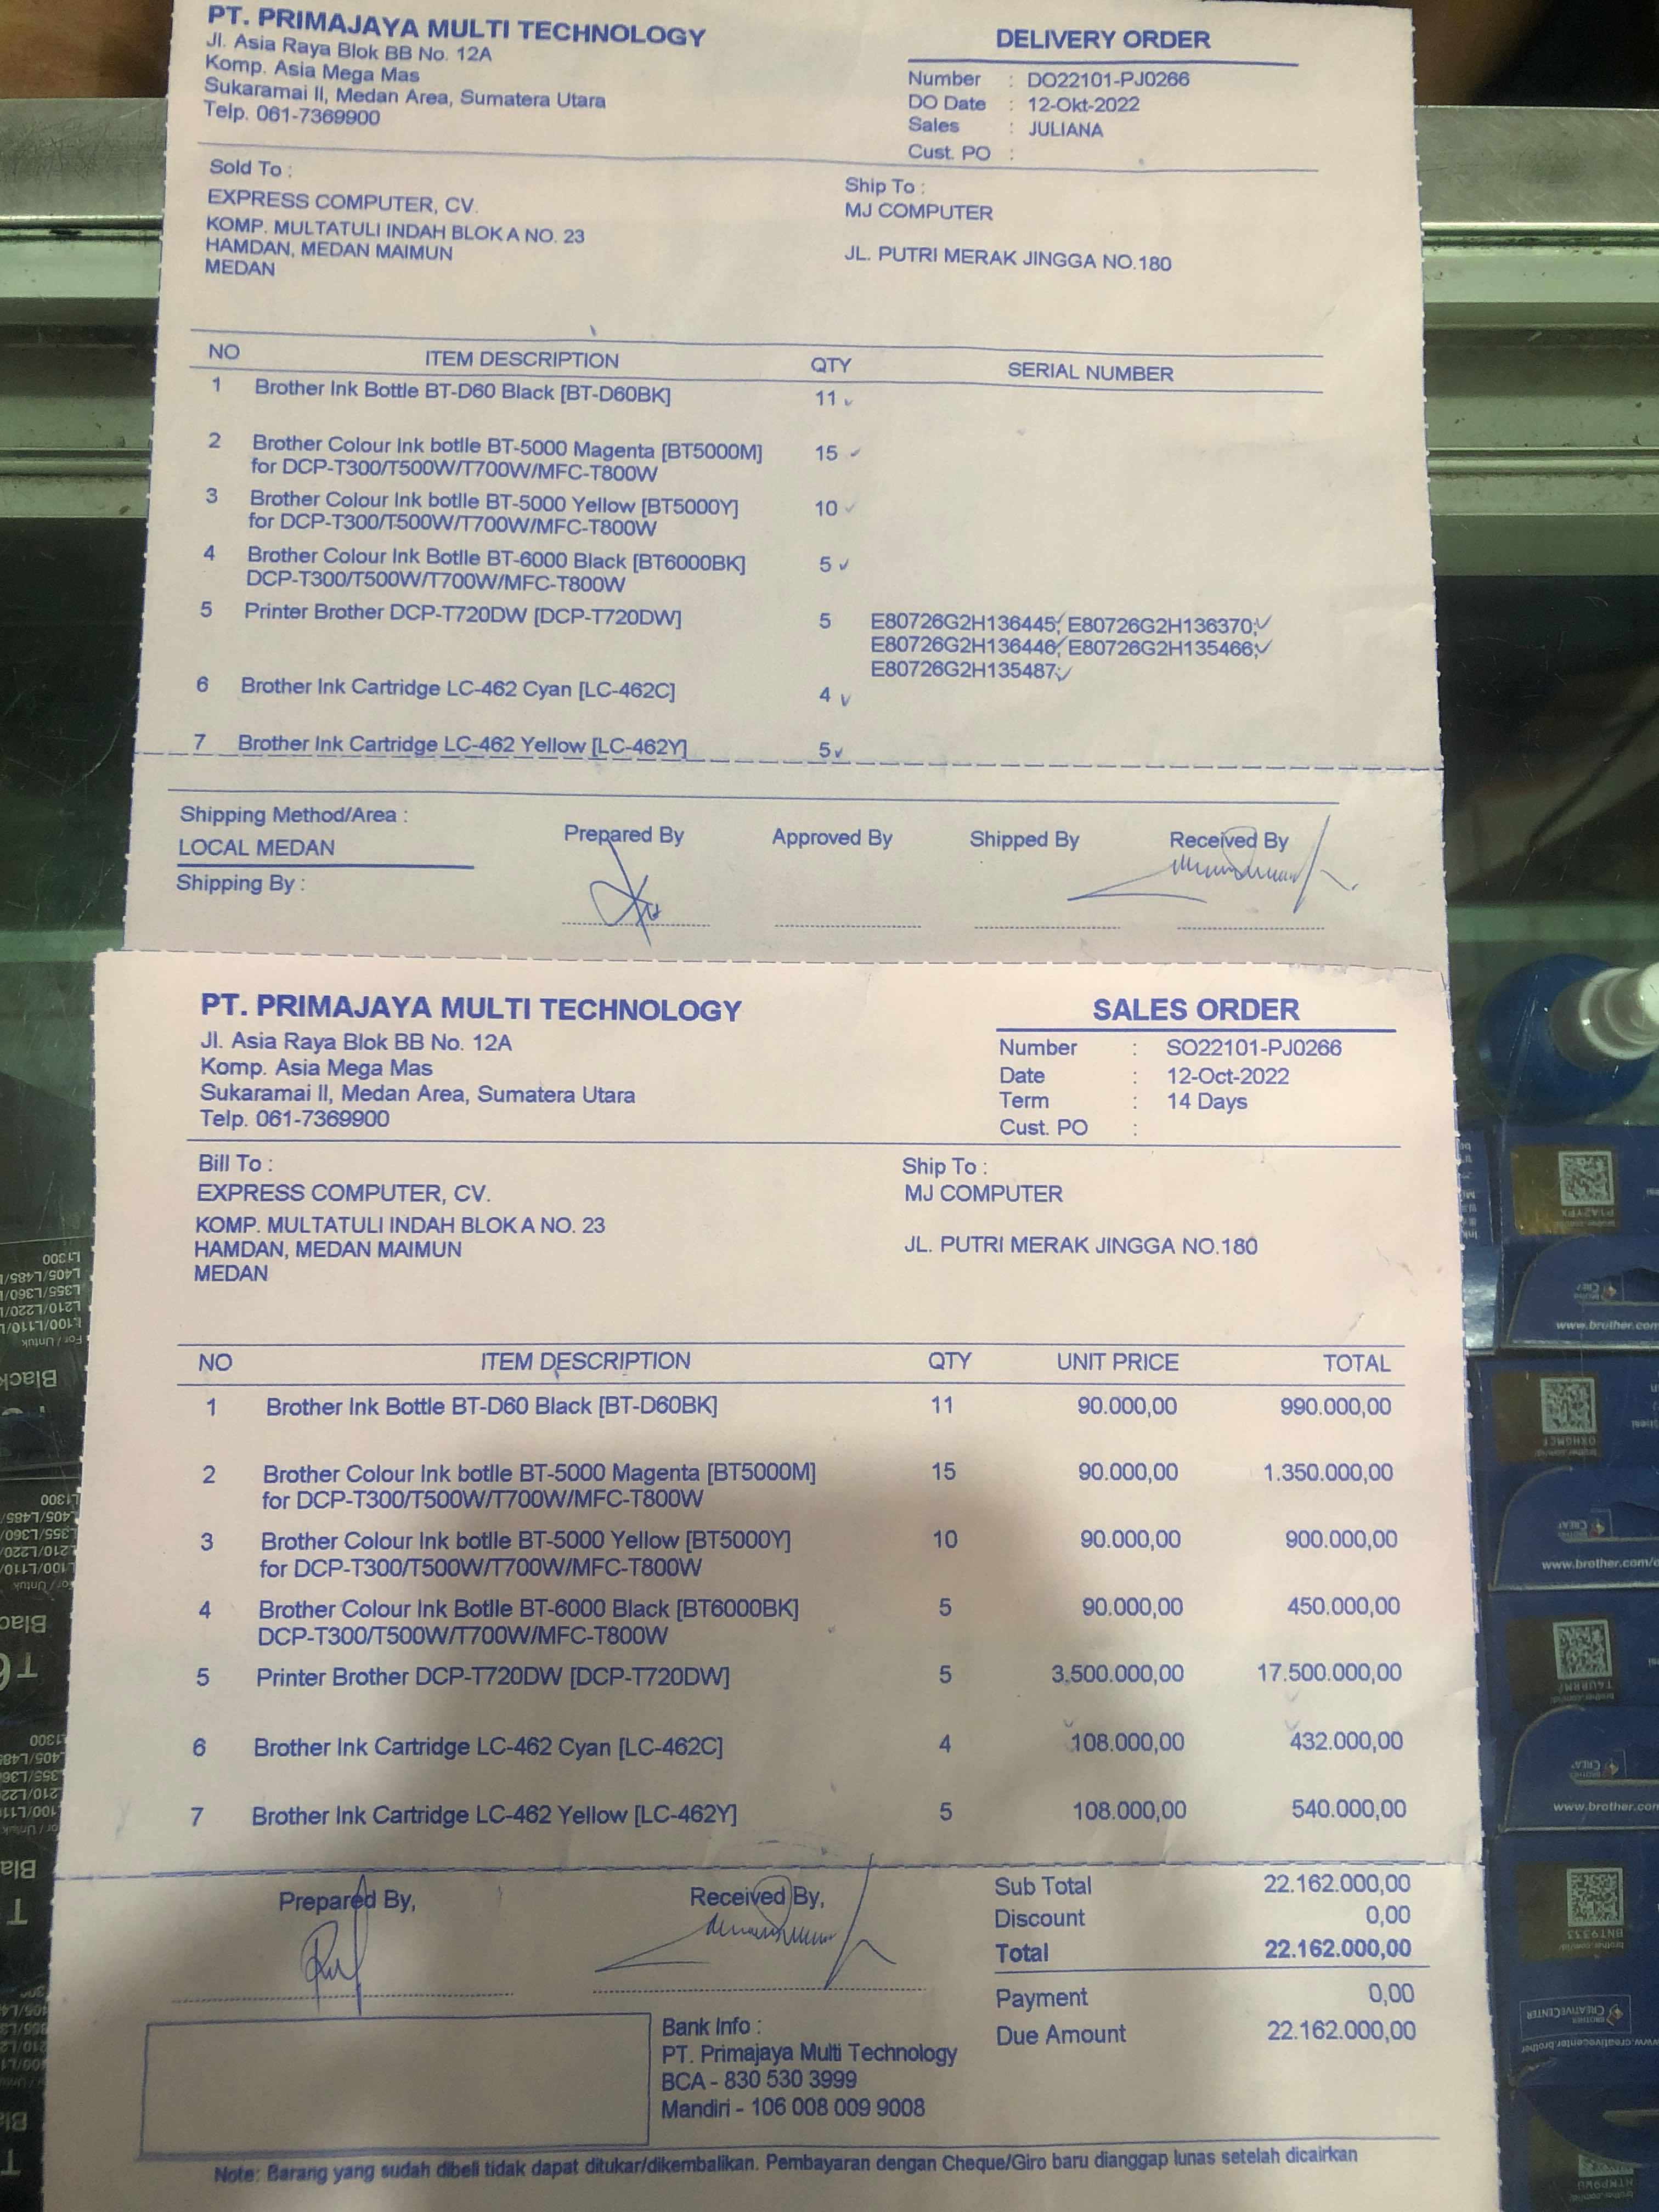 PT. PRIMAJAYA MULTI TECHNOLOGY
Jl. Asia Raya Blok BB No. 12A
Komp. Asia Mega Mas
Sukaramai II, Medan Area, Sumatera Utara
Telp. 061-7369900
DELIVERY ORDER
Number : DO22101-PJ0266
DO Date : 12-Okt-2022
Sales : JULIANA
Cust. PO :
Sold To :
EXPRESS COMPUTER, CV.
KOMP. MULTATULI INDAH BLOK A NO. 23
HAMDAN, MEDAN MAIMUN
MEDAN
Ship To :
MJ COMPUTER
JL. PUTRI MERAK JINGGA NO.180
NO ITEM DESCRIPTION QTY SERIAL NUMBER
1 Brother Ink Bottle BT-D60 Black [BT-D60BK] 11
2 Brother Colour Ink botlle BT-5000 Magenta [BT5000M] 15
for DCP-T300/T500W/T700W/MFC-T800W
3 Brother Colour Ink botlle BT-5000 Yellow [BT5000Y] 10
for DCP-T300/T500W/T700W/MFC-T800W
4 Brother Colour Ink Botlle BT-6000 Black [BT6000BK] 5
DCP-T300/T500W/T700W/MFC-T800W
5 Printer Brother DCP-T720DW [DCP-T720DW] 5 E80726G2H136445; E80726G2H136370;
E80726G2H136446; E80726G2H135466;
E80726G2H135487;
6 Brother Ink Cartridge LC-462 Cyan [LC-462C] 4
7 Brother Ink Cartridge LC-462 Yellow [LC-462Y] 5
Shipping Method/Area :
LOCAL MEDAN
Shipping By :
Prepared By Approved By Shipped By Received By
PT. PRIMAJAYA MULTI TECHNOLOGY
Jl. Asia Raya Blok BB No. 12A
Komp. Asia Mega Mas
Sukaramai II, Medan Area, Sumatera Utara
Telp. 061-7369900
SALES ORDER
Number : SO22101-PJ0266
Date : 12-Oct-2022
Term : 14 Days
Cust. PO :
Bill To :
EXPRESS COMPUTER, CV.
KOMP. MULTATULI INDAH BLOK A NO. 23
HAMDAN, MEDAN MAIMUN
MEDAN
Ship To :
MJ COMPUTER
JL. PUTRI MERAK JINGGA NO.180
NO ITEM DESCRIPTION QTY UNIT PRICE TOTAL
1 Brother Ink Bottle BT-D60 Black [BT-D60BK] 11 90.000,00 990.000,00
2 Brother Colour Ink botlle BT-5000 Magenta [BT5000M] 15 90.000,00 1.350.000,00
for DCP-T300/T500W/T700W/MFC-T800W
3 Brother Colour Ink botlle BT-5000 Yellow [BT5000Y] 10 90.000,00 900.000,00
for DCP-T300/T500W/T700W/MFC-T800W
4 Brother Colour Ink Botlle BT-6000 Black [BT6000BK] 5 90.000,00 450.000,00
DCP-T300/T500W/T700W/MFC-T800W
5 Printer Brother DCP-T720DW [DCP-T720DW] 5 3.500.000,00 17.500.000,00
6 Brother Ink Cartridge LC-462 Cyan [LC-462C] 4 108.000,00 432.000,00
7 Brother Ink Cartridge LC-462 Yellow [LC-462Y] 5 108.000,00 540.000,00
Prepared By, Received By,
Sub Total 22.162.000,00
Discount 0,00
Total 22.162.000,00
Payment 0,00
Due Amount 22.162.000,00
Bank Info :
PT. Primajaya Multi Technology
BCA - 830 530 3999
Mandiri - 106 008 009 9008
Note: Barang yang sudah dibeli tidak dapat ditukar/dikembalikan. Pembayaran dengan Cheque/Giro baru dianggap lunas setelah dicairkan
www.brother.com
www.brother.com
www.brother.com
CREATIVECENTER